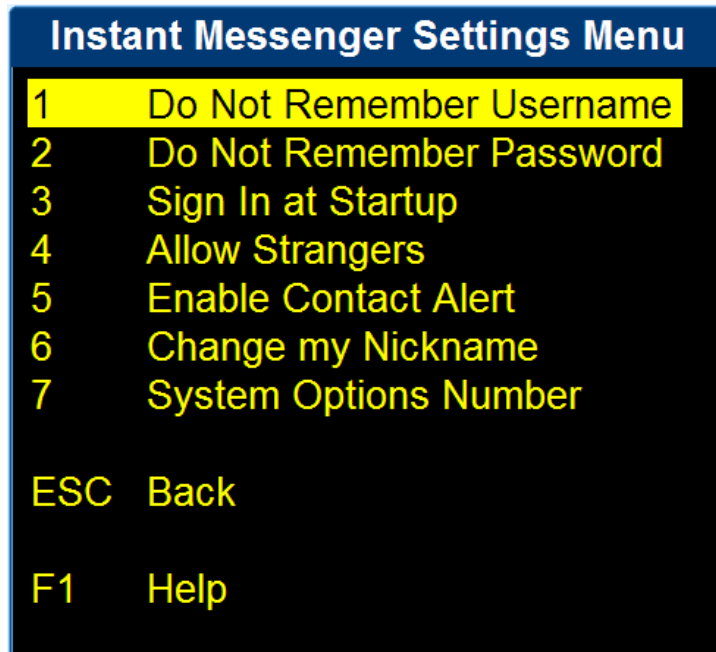 Instant Messenger Settings Menu
1 Do Not Remember Username
2 Do Not Remember Password
3 Sign In at Startup
4 Allow Strangers
5 Enable Contact Alert
6 Change my Nickname
7 System Options Number
ESC Back
F1 Help